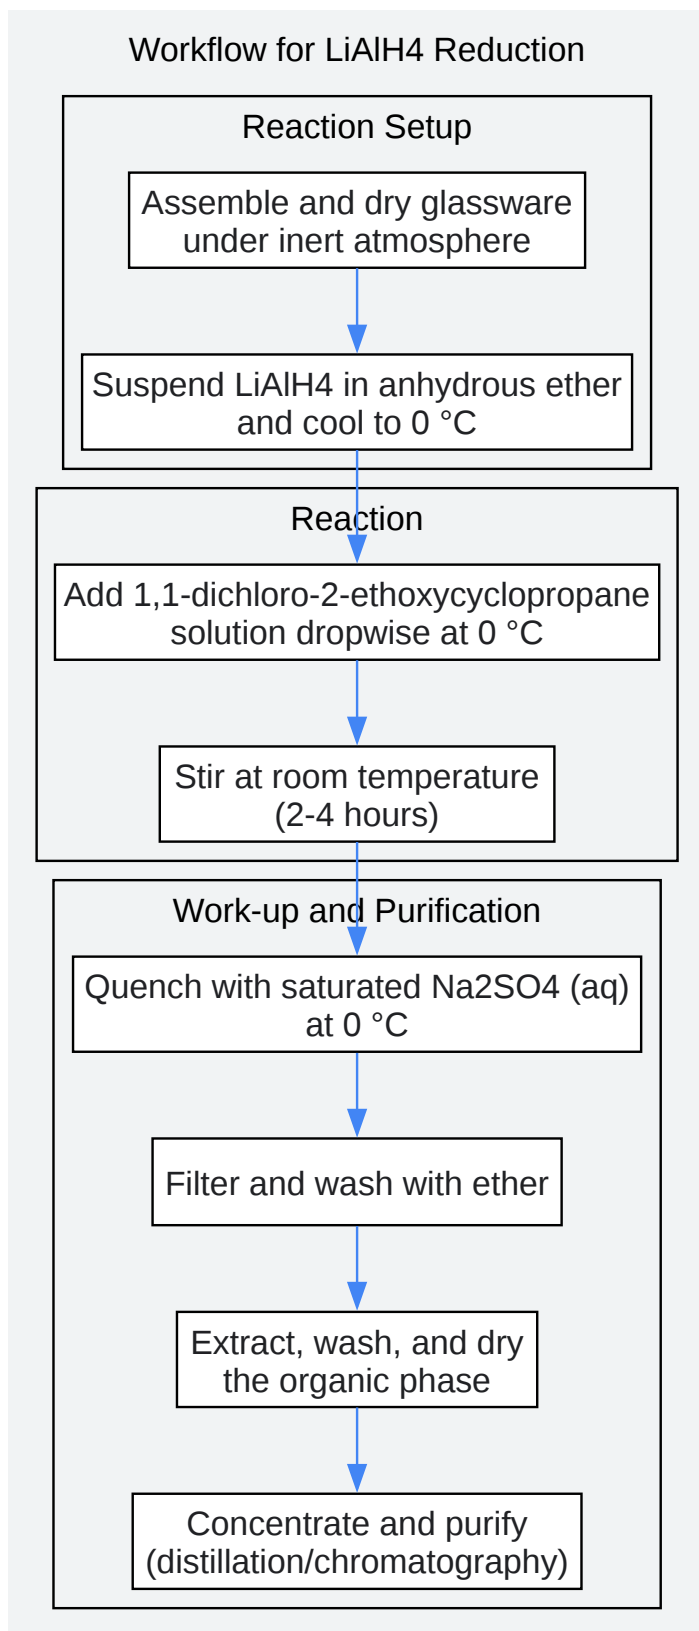 Workflow for LiAlH4 Reduction
Reaction Setup
Assemble and dry glassware
under inert atmosphere
Suspend LiAlH4 in anhydrous ether
and cool to 0 °C
Reaction
Add 1,1-dichloro-2-ethoxycyclopropane
solution dropwise at 0 °C
Stir at room temperature
(2-4 hours)
Work-up and Purification
Quench with saturated Na2SO4 (aq)
at 0 °C
Filter and wash with ether
Extract, wash, and dry
the organic phase
Concentrate and purify
(distillation/chromatography)